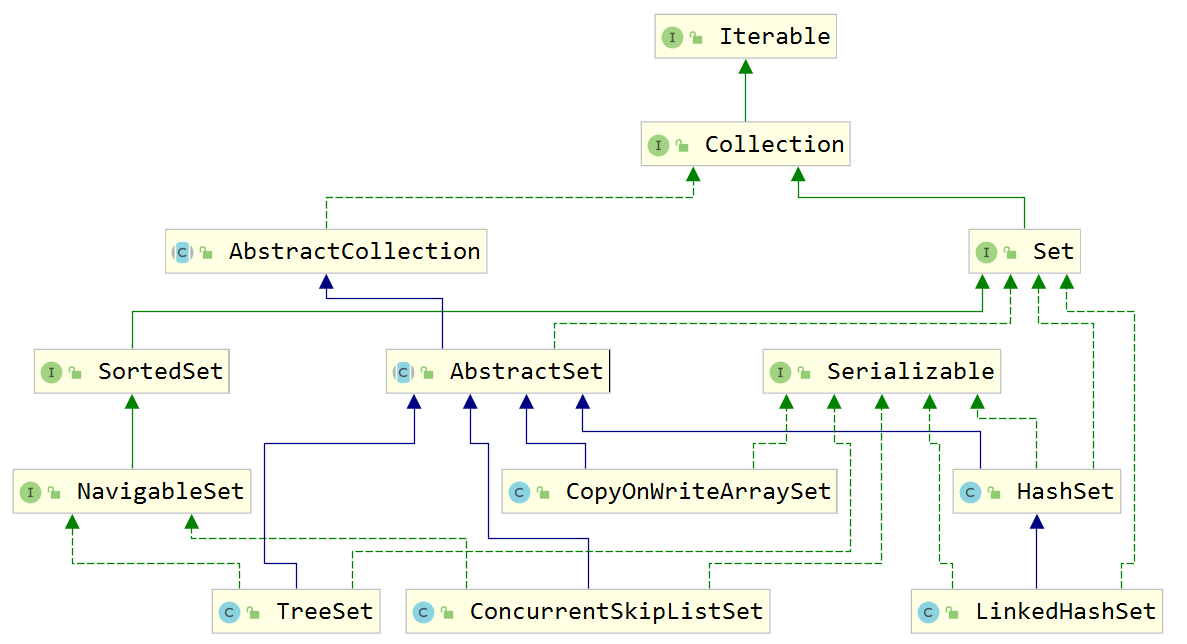 I Iterable
I Collection
C AbstractCollection
I Set
I SortedSet
C AbstractSet
I Serializable
I NavigableSet
C CopyOnWriteArraySet
C HashSet
C TreeSet
C ConcurrentSkipListSet
C LinkedHashSet